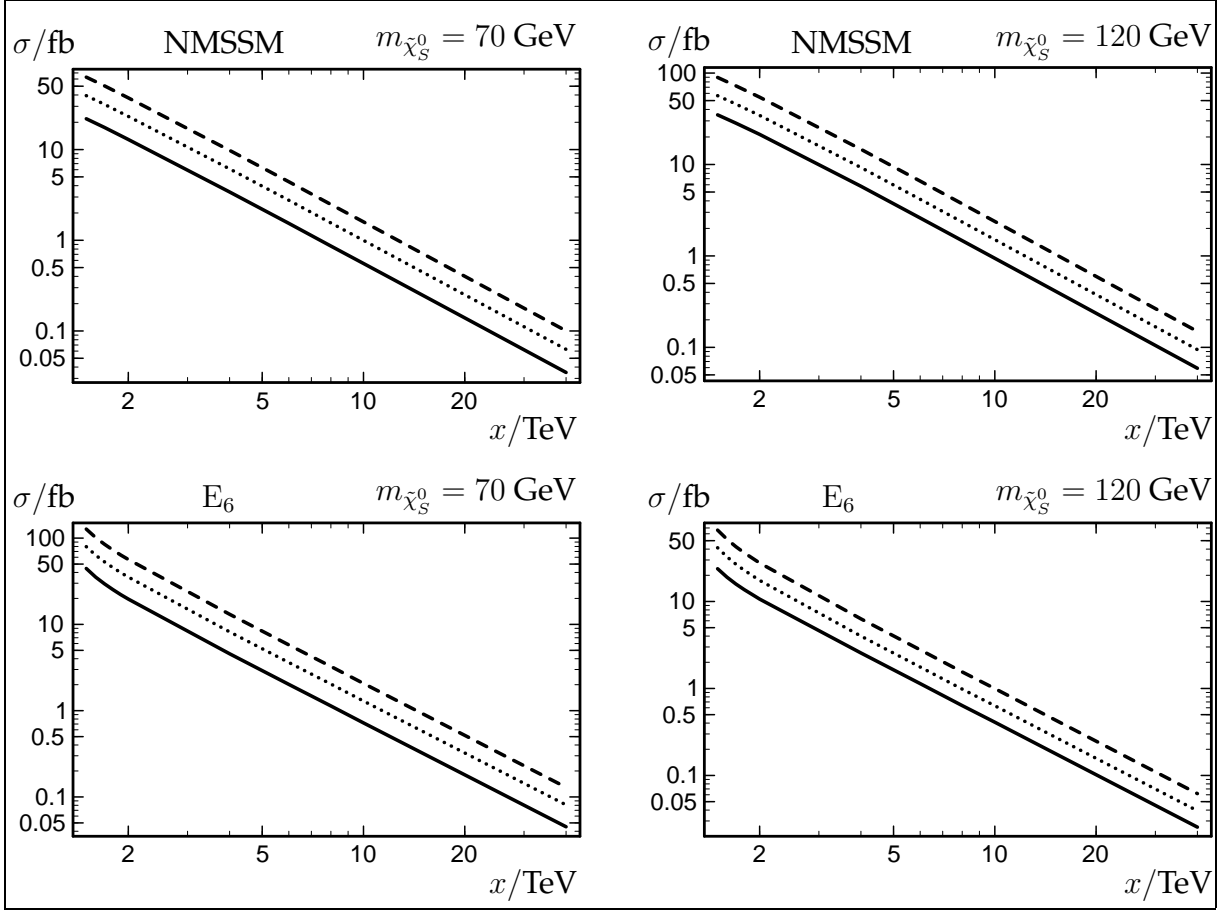 σ/fb NMSSM m_{χ̃_S^0} = 70 GeV
50
10
5
1
0.5
0.1
0.05
2 5 10 20
x/TeV
σ/fb NMSSM m_{χ̃_S^0} = 120 GeV
100
50
10
5
1
0.5
0.1
0.05
2 5 10 20
x/TeV
σ/fb E_6 m_{χ̃_S^0} = 70 GeV
100
50
10
5
1
0.5
0.1
0.05
2 5 10 20
x/TeV
σ/fb E_6 m_{χ̃_S^0} = 120 GeV
50
10
5
1
0.5
0.1
0.05
2 5 10 20
x/TeV